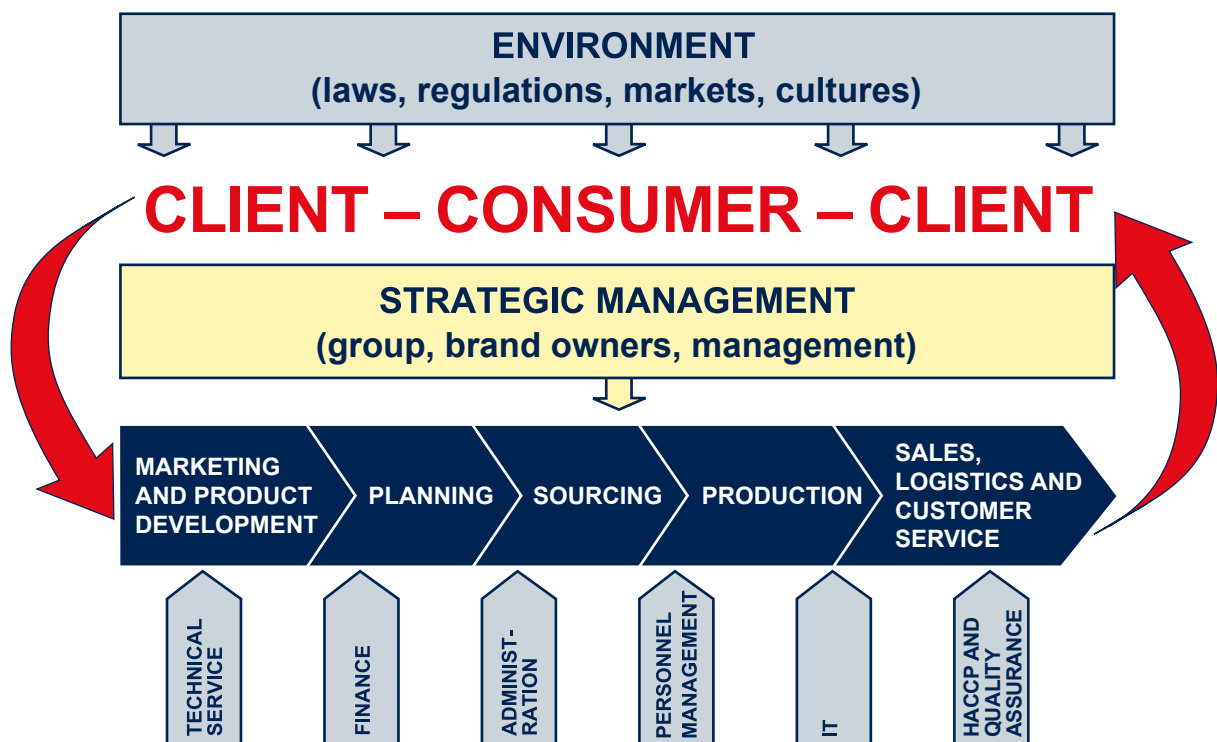 ENVIRONMENT
(laws, regulations, markets, cultures)
CLIENT – CONSUMER – CLIENT
STRATEGIC MANAGEMENT
(group, brand owners, management)
MARKETING
AND PRODUCT
DEVELOPMENT
PLANNING
SOURCING
PRODUCTION
SALES,
LOGISTICS AND
CUSTOMER
SERVICE
TECHNICAL
SERVICE
FINANCE
ADMINIST-
RATION
PERSONNEL
MANAGEMENT
IT
HACCP AND
QUALITY
ASSURANCE